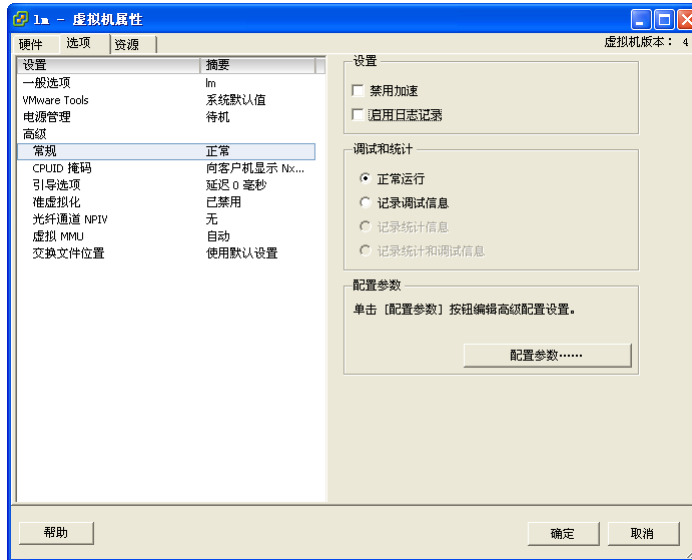 lm - 虚拟机属性
硬件 选项 资源 虚拟机版本： 4
设置 摘要
一般选项 lm
VMware Tools 系统默认值
电源管理 待机
高级
常规 正常
CPUID 掩码 向客户机显示 Nx...
引导选项 延迟 0 毫秒
准虚拟化 已禁用
光纤通道 NPIV 无
虚拟 MMU 自动
交换文件位置 使用默认设置
设置
禁用加速
启用日志记录
调试和统计
正常运行
记录调试信息
记录统计信息
记录统计和调试信息
配置参数
单击 [配置参数] 按钮编辑高级配置设置。
配置参数……
帮助 确定 取消